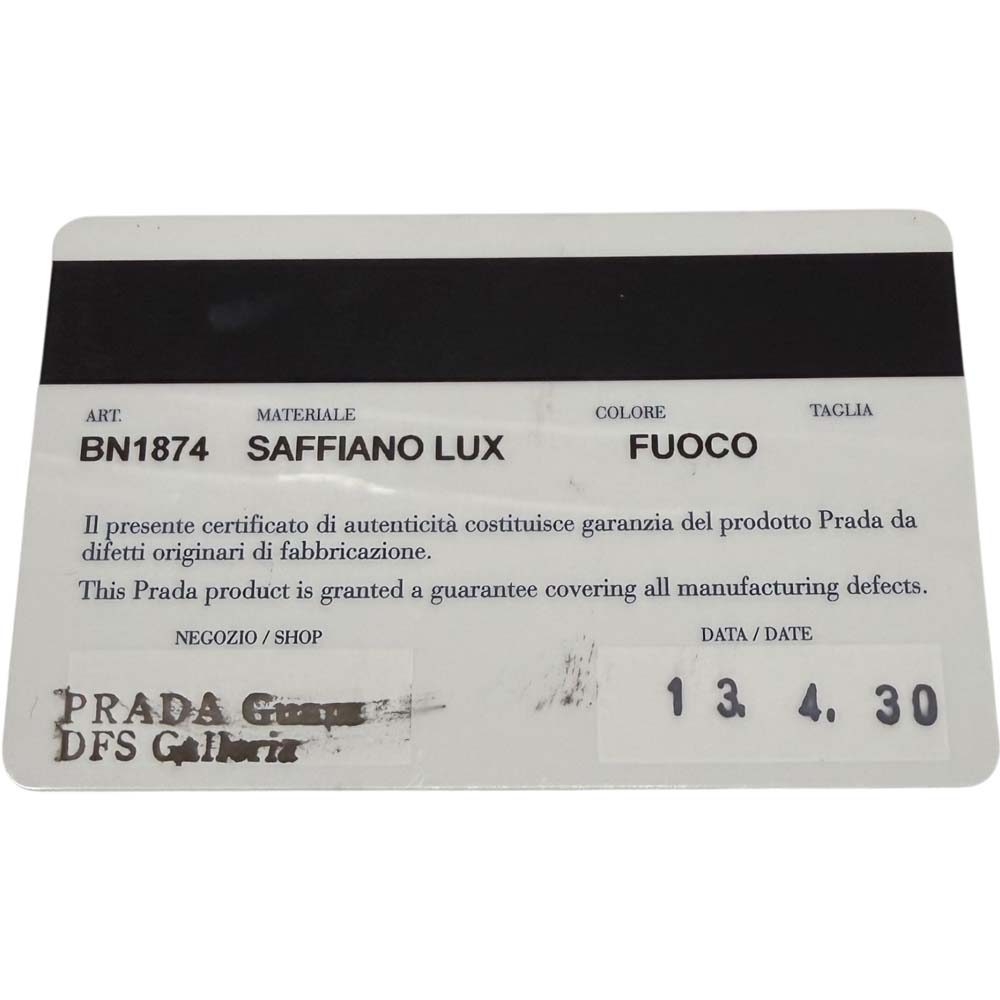 ART. MATERIALE COLORE TAGLIA
BN1874 SAFFIANO LUX FUOCO
Il presente certificato di autenticità costituisce garanzia del prodotto Prada da
difetti originari di fabbricazione.
This Prada product is granted a guarantee covering all manufacturing defects.
NEGOZIO / SHOP DATA / DATE
PRADA 13. 4. 30
DFS Galleria